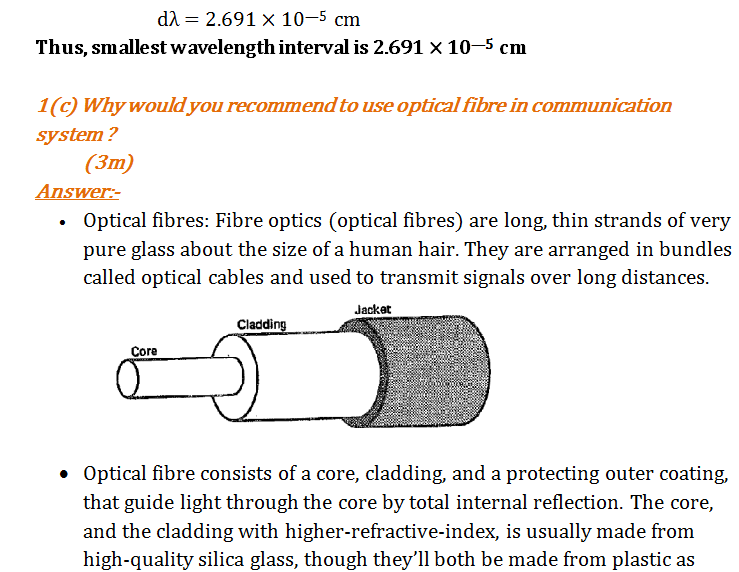 dλ = 2.691 × 10−5 cm
Thus, smallest wavelength interval is 2.691 × 10−5 cm
1(c) Why would you recommend to use optical fibre in communication
system ?
(3m)
Answer:-
• Optical fibres: Fibre optics (optical fibres) are long, thin strands of very
pure glass about the size of a human hair. They are arranged in bundles
called optical cables and used to transmit signals over long distances.
Jacket
Cladding
Core
• Optical fibre consists of a core, cladding, and a protecting outer coating,
that guide light through the core by total internal reflection. The core,
and the cladding with higher-refractive-index, is usually made from
high-quality silica glass, though they'll both be made from plastic as